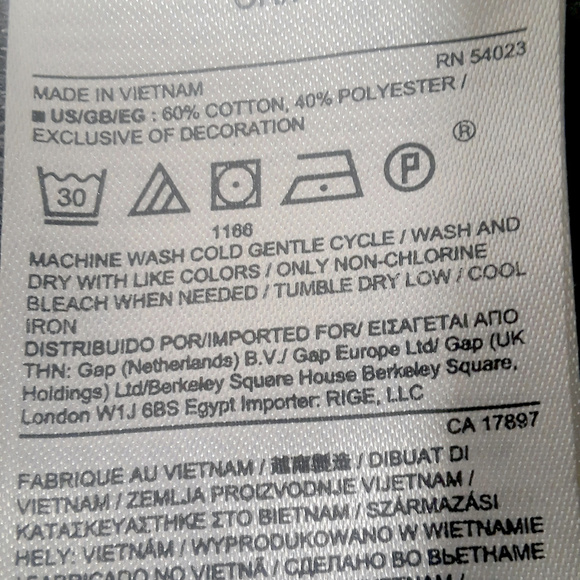 RN 54023
MADE IN VIETNAM
US/GB/EG : 60% COTTON, 40% POLYESTER /
EXCLUSIVE OF DECORATION
®
30
P
1166
MACHINE WASH COLD GENTLE CYCLE / WASH AND
DRY WITH LIKE COLORS / ONLY NON-CHLORINE
BLEACH WHEN NEEDED / TUMBLE DRY LOW / COOL
IRON
DISTRIBUIDO POR/IMPORTED FOR/ ΕΙΣΑΓΕΤΑΙ ΑΠΟ
ΤΗΝ: Gap (Netherlands) B.V./ Gap Europe Ltd/ Gap (UK
Holdings) Ltd/Berkeley Square House Berkeley Square,
London W1J 6BS Egypt Importer: RIGE, LLC
CA 17897
FABRIQUE AU VIETNAM / 越南製造 / DIBUAT DI
VIETNAM / ZEMLJA PROIZVODNJE VIJETNAM /
ΚΑΤΑΣΚΕΥΑΣΤΗΚΕ ΣΤΟ ΒΙΕΤΝΑΜ / SZÁRMAZÁSI
HELY: VIETNÁM / WYPRODUKOWANO W WIETNAMIE
/ FABRICADO NO VIETNÃ / СДЕЛАНО ВО ВЬЕТНАМЕ